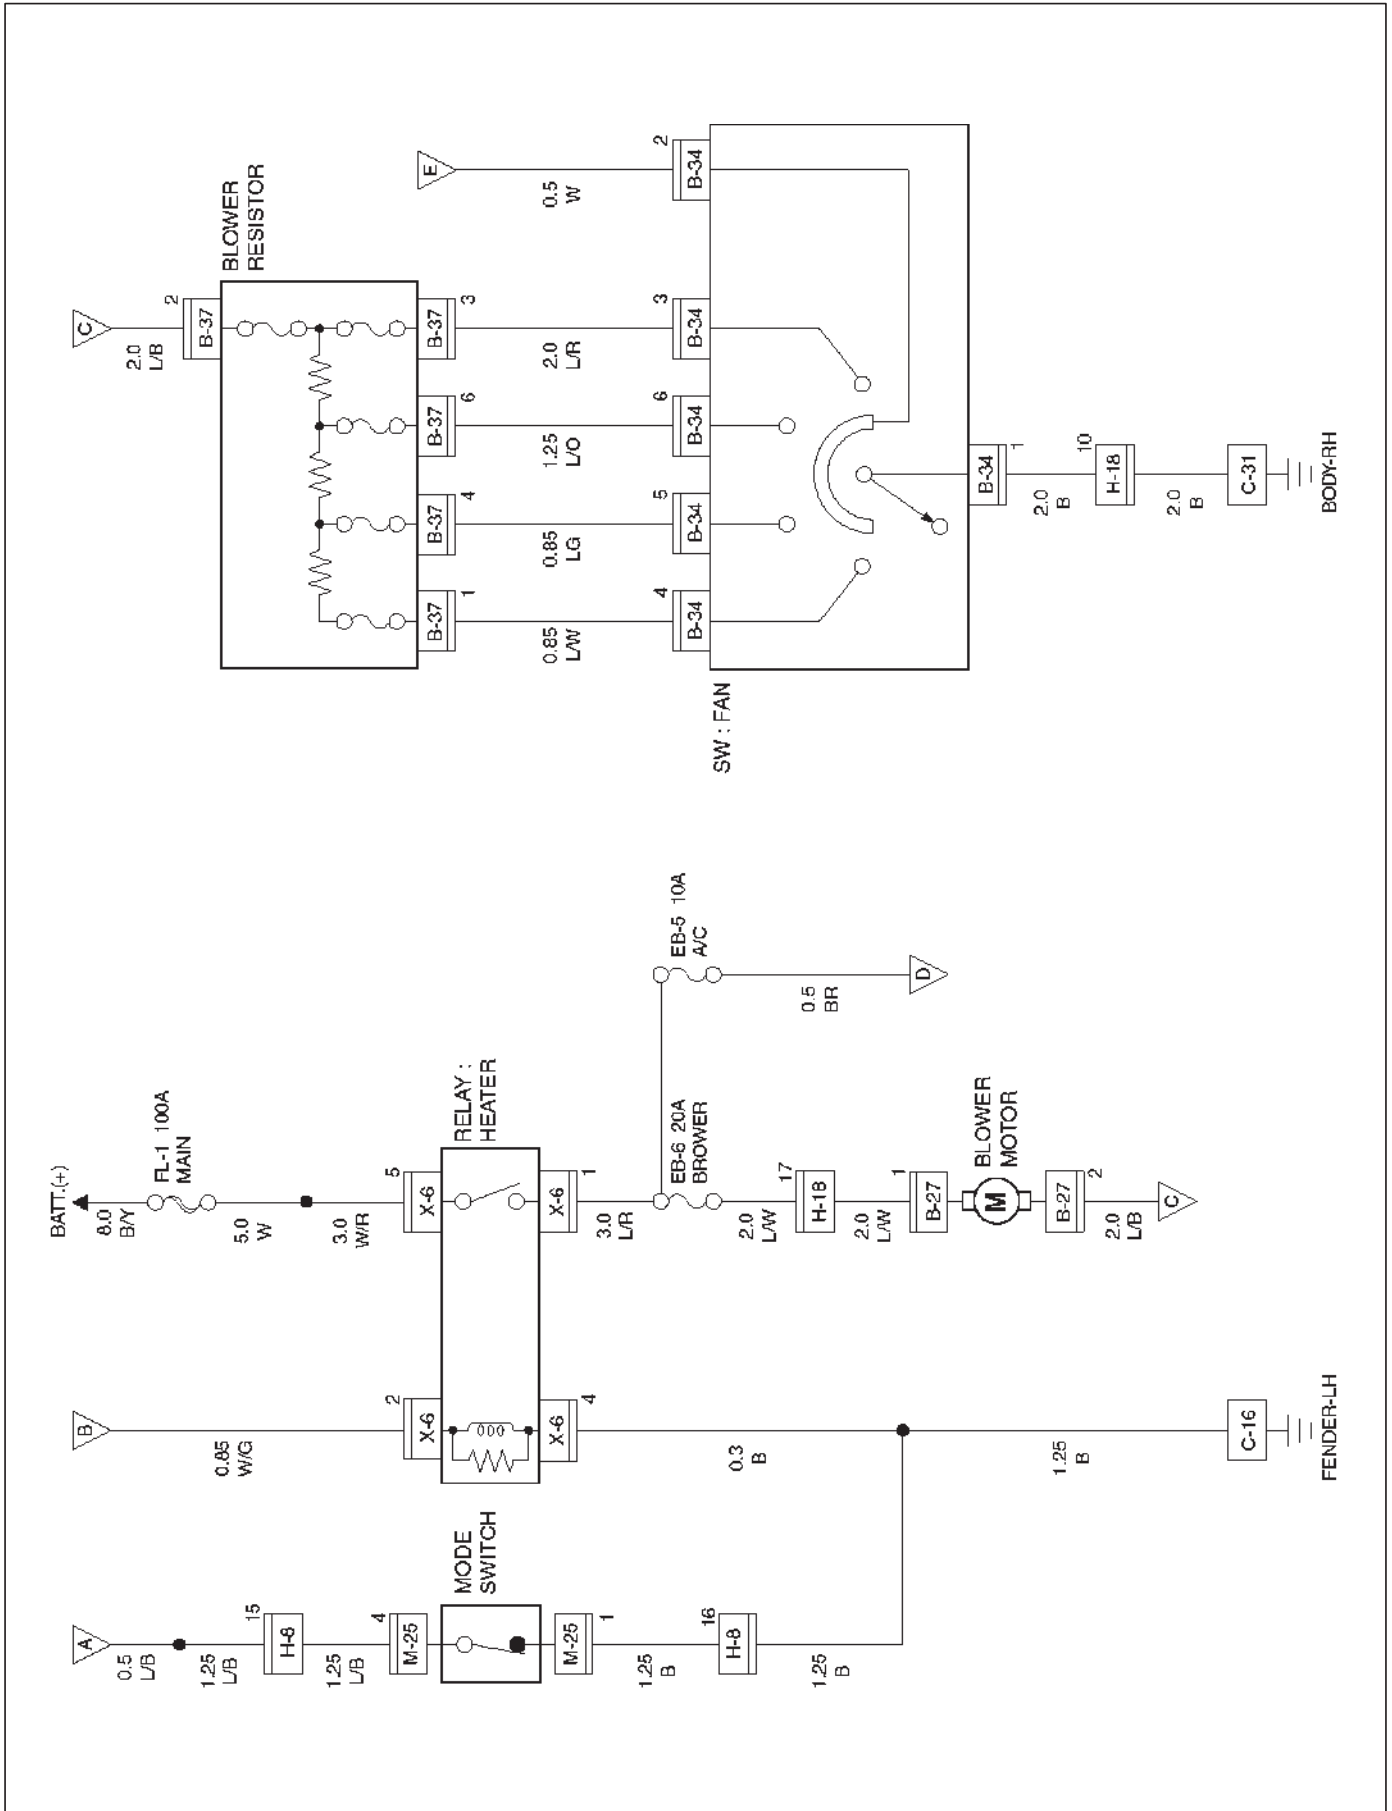 A
0.5
L/B
1.25
L/B
15
H-8
1.25
L/B
4
M-25
MODE
SWITCH
M-25
1
1.25
B
16
H-8
1.25
B
B
0.85
W/G
2
X-6
X-6
4
0.3
B
1.25
B
C-16
FENDER-LH
BATT.(+)
8.0
B/Y
FL-1 100A
MAIN
5.0
W
3.0
W/R
5
X-6
RELAY :
HEATER
X-6
1
3.0
L/R
EB-6 20A
BROWER
2.0
L/W
17
H-18
2.0
L/W
1
B-27
M
BLOWER
MOTOR
B-27
2
2.0
L/B
C
EB-5 10A
A/C
0.5
BR
D
C
2.0
L/B
2
B-37
BLOWER
RESISTOR
B-37
1
B-37
4
B-37
6
B-37
3
0.85
L/W
0.85
LG
1.25
L/O
2.0
L/R
E
0.5
W
4
B-34
5
B-34
6
B-34
3
B-34
2
B-34
SW : FAN
B-34
1
2.0
B
10
H-18
2.0
B
C-31
BODY-RH